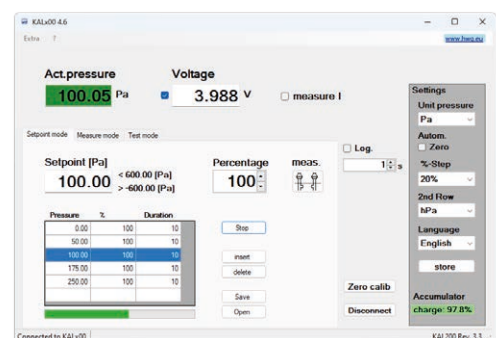 KALx00 4.6
Extra ?
www.hwg.eu
Act.pressure Voltage
100.05 Pa 3.988 V measure I
Setpoint mode Measure mode Test mode
Log.
1 s
Setpoint [Pa] Percentage meas.
100.00 < 600.00 [Pa] 100
> -600.00 [Pa]
Pressure % Duration
0.00 100 10
50.00 100 10
100.00 100 10
175.00 100 10
250.00 100 10
Stop
insert
delete
Save
Open
Zero calib
Disconnect
Settings
Unit pressure
Pa
Autom.
Zero
%-Step
20%
2nd Row
hPa
Language
English
store
Accumulator
charge: 97.8%
Connected to KALx00
KAL200 Rev. 3.3